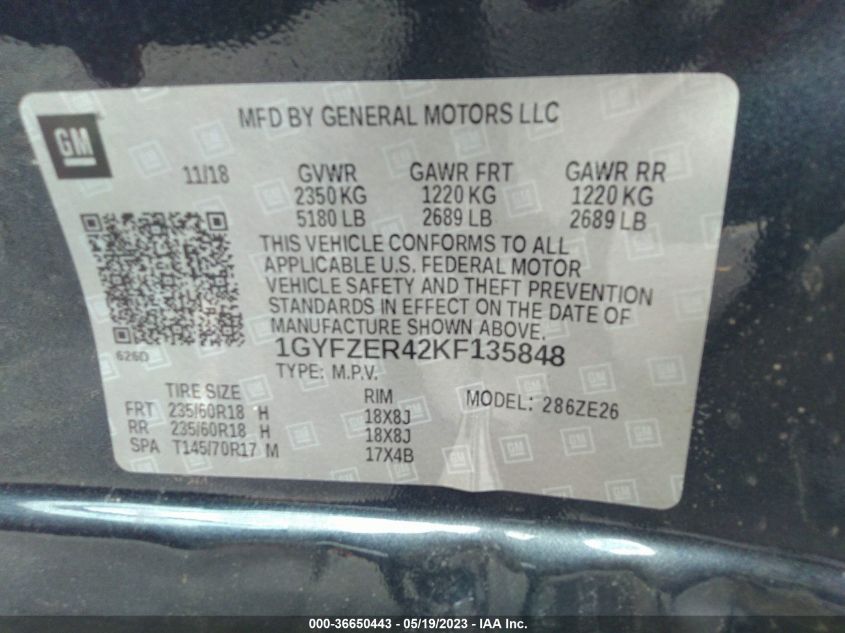 GM
MFD BY GENERAL MOTORS LLC
11/18 GVWR GAWR FRT GAWR RR
2350 KG 1220 KG 1220 KG
5180 LB 2689 LB 2689 LB
THIS VEHICLE CONFORMS TO ALL
APPLICABLE U.S. FEDERAL MOTOR
VEHICLE SAFETY AND THEFT PREVENTION
STANDARDS IN EFFECT ON THE DATE OF
MANUFACTURE SHOWN ABOVE.
626D
1GYFZER42KF135848
TYPE: M.P.V.
TIRE SIZE RIM MODEL: 286ZE26
FRT 235/60R18 H 18X8J
RR 235/60R18 H 18X8J
SPA T145/70R17 M 17X4B
000-36650443 - 05/19/2023 - IAA Inc.